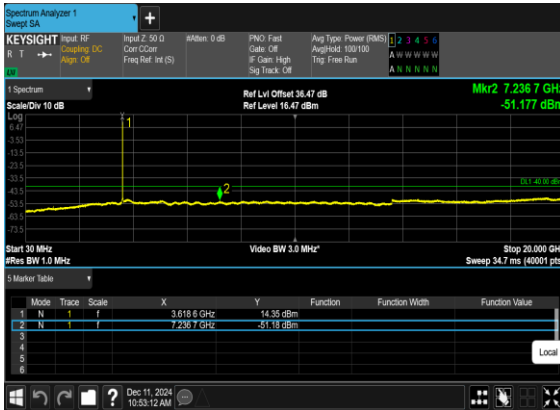 Spectrum Analyzer 1
Swept SA
+
KEYSIGHT Input: RF Input Z: 50 Ω #Atten: 0 dB PNO: Fast Avg Type: Power (RMS) 1 2 3 4 5 6
R T Coupling: DC Corr CCorr Gate: Off Avg|Hold: 100/100 A W W W W W
Align: Off Freq Ref: Int (S) IF Gain: High Trig: Free Run
Sig Track: Off A N N N N N
1 Spectrum Ref Lvl Offset 36.47 dB Mkr2 7.236 7 GHz
Scale/Div 10 dB Ref Level 16.47 dBm -51.177 dBm
Log
6.47 1
-3.53
-13.5
-23.5
-33.5 DL1 -40.00 dBm
-43.5 2
-53.5
-63.5
-73.5
Start 30 MHz Video BW 3.0 MHz* Stop 20.000 GHz
#Res BW 1.0 MHz Sweep 34.7 ms (40001 pts)
5 Marker Table
Mode Trace Scale X Y Function Function Width Function Value
1 N 1 f 3.618 6 GHz 14.35 dBm
2 N 1 f 7.236 7 GHz -51.18 dBm
3
4
5
6
Local
? Dec 11, 2024
10:53:12 AM